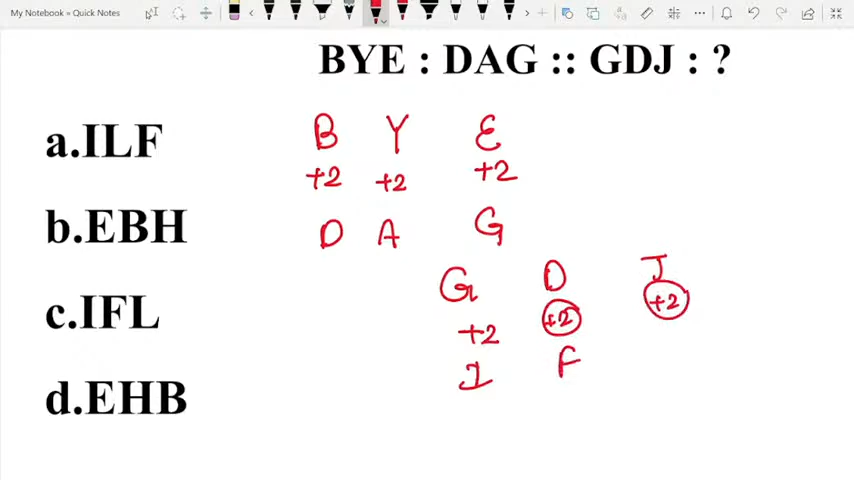 My Notebook » Quick Notes
BYE : DAG :: GDJ : ?
a.ILF
B Y E
+2 +2 +2
b.EBH
D A G
G D J
c.IFL
+2 +2 +2
I F
d.EHB